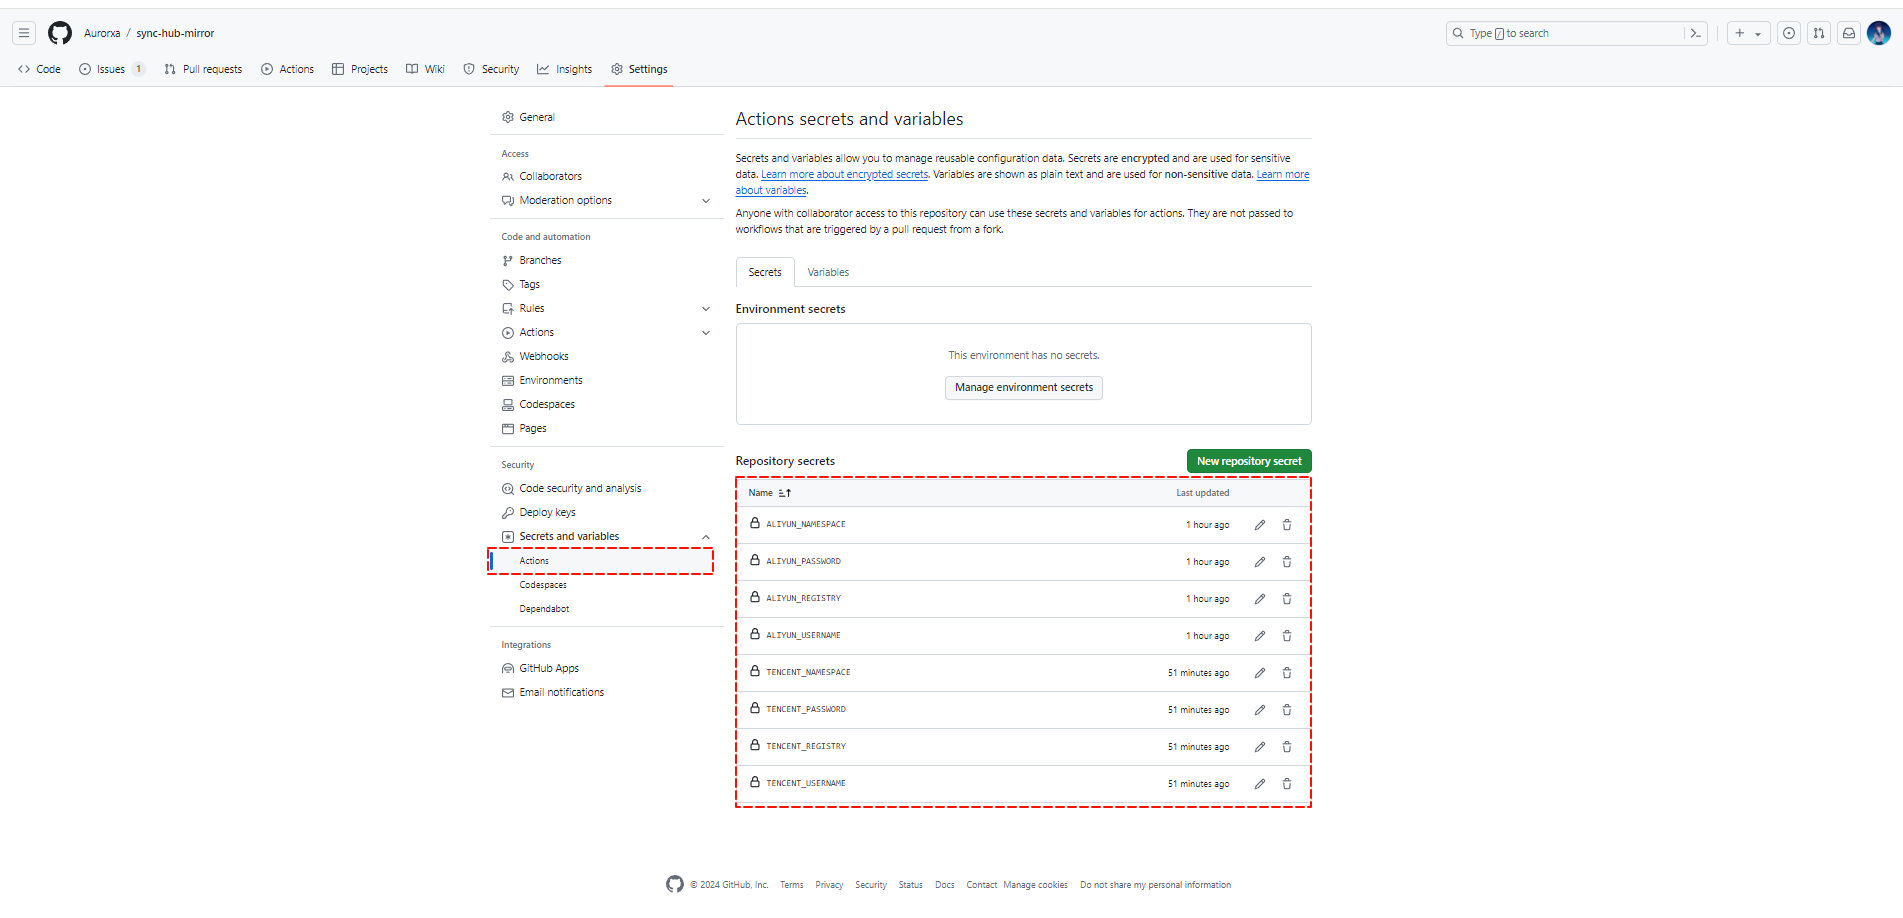 Aurorxa / sync-hub-mirror
Type / to search
Code
Issues 1
Pull requests
Actions
Projects
Wiki
Security
Insights
Settings
General
Access
Collaborators
Moderation options
Code and automation
Branches
Tags
Rules
Actions
Webhooks
Environments
Codespaces
Pages
Security
Code security and analysis
Deploy keys
Secrets and variables
Actions
Codespaces
Dependabot
Integrations
GitHub Apps
Email notifications
Actions secrets and variables
Secrets and variables allow you to manage reusable configuration data. Secrets are encrypted and are used for sensitive
data. Learn more about encrypted secrets. Variables are shown as plain text and are used for non-sensitive data. Learn more
about variables.
Anyone with collaborator access to this repository can use these secrets and variables for actions. They are not passed to
workflows that are triggered by a pull request from a fork.
Secrets Variables
Environment secrets
This environment has no secrets.
Manage environment secrets
Repository secrets New repository secret
Name Last updated
ALIYUN_NAMESPACE 1 hour ago
ALIYUN_PASSWORD 1 hour ago
ALIYUN_REGISTRY 1 hour ago
ALIYUN_USERNAME 1 hour ago
TENCENT_NAMESPACE 51 minutes ago
TENCENT_PASSWORD 51 minutes ago
TENCENT_REGISTRY 51 minutes ago
TENCENT_USERNAME 51 minutes ago
© 2024 GitHub, Inc. Terms Privacy Security Status Docs Contact Manage cookies Do not share my personal information